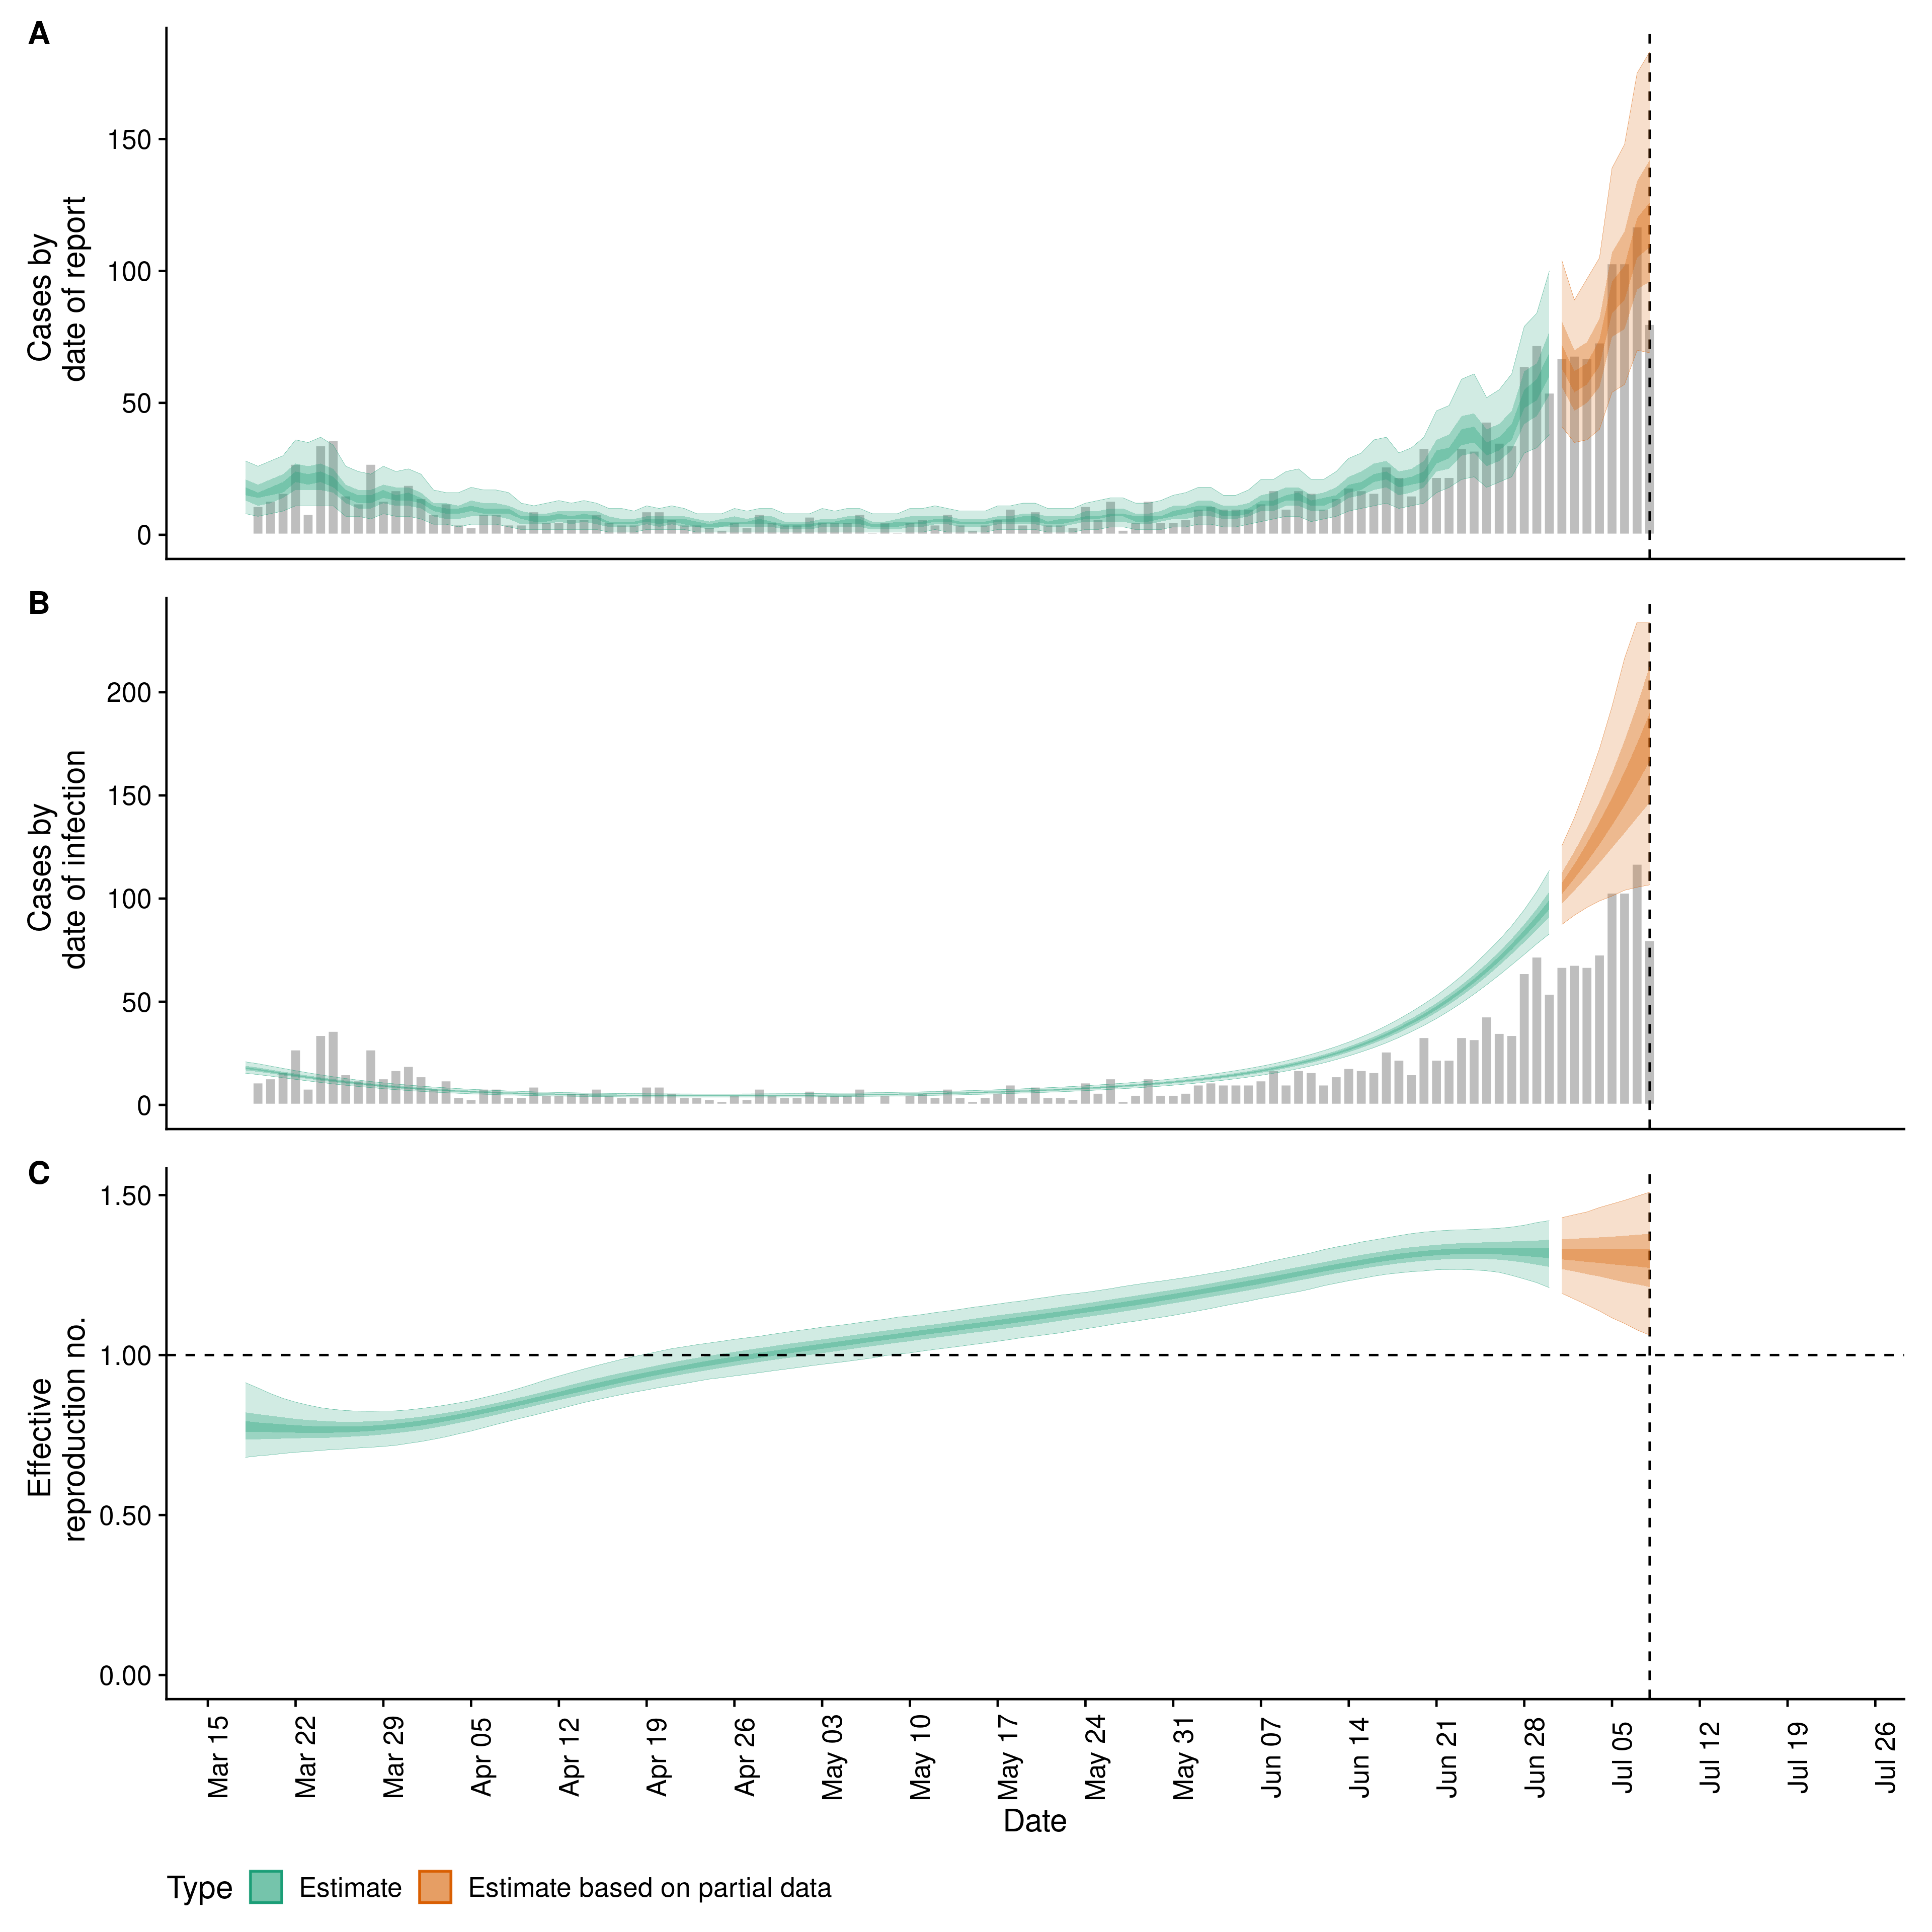 A
Cases by
date of report
150
100
50
0
B
Cases by
date of infection
200
150
100
50
0
C
Effective
reproduction no.
1.50
1.00
0.50
0.00
Mar 15
Mar 22
Mar 29
Apr 05
Apr 12
Apr 19
Apr 26
May 03
May 10
May 17
May 24
May 31
Jun 07
Jun 14
Jun 21
Jun 28
Jul 05
Jul 12
Jul 19
Jul 26
Date
Type Estimate Estimate based on partial data